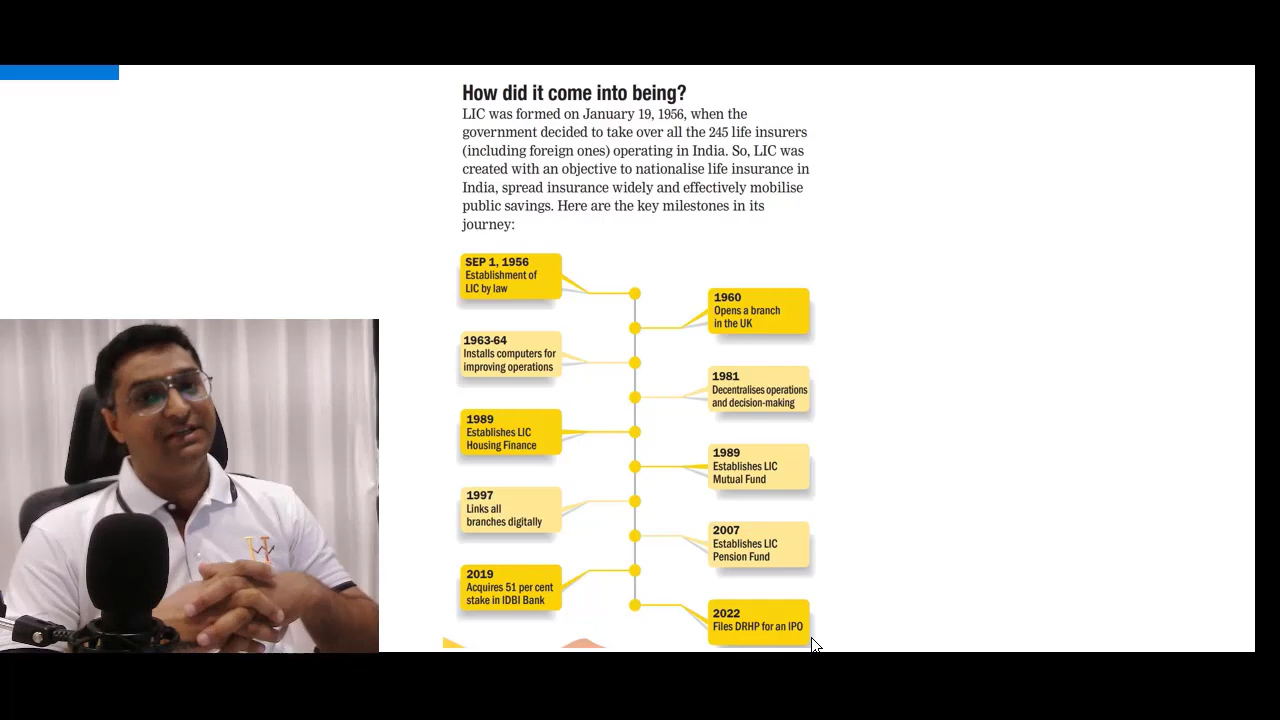 How did it come into being?
LIC was formed on January 19, 1956, when the
government decided to take over all the 245 life insurers
(including foreign ones) operating in India. So, LIC was
created with an objective to nationalise life insurance in
India, spread insurance widely and effectively mobilise
public savings. Here are the key milestones in its
journey:
SEP 1, 1956
Establishment of
LIC by law
1960
Opens a branch
in the UK
1963-64
Installs computers for
improving operations
1981
Decentralises operations
and decision-making
1989
Establishes LIC
Housing Finance
1989
Establishes LIC
Mutual Fund
1997
Links all
branches digitally
2007
Establishes LIC
Pension Fund
2019
Acquires 51 per cent
stake in IDBI Bank
2022
Files DRHP for an IPO